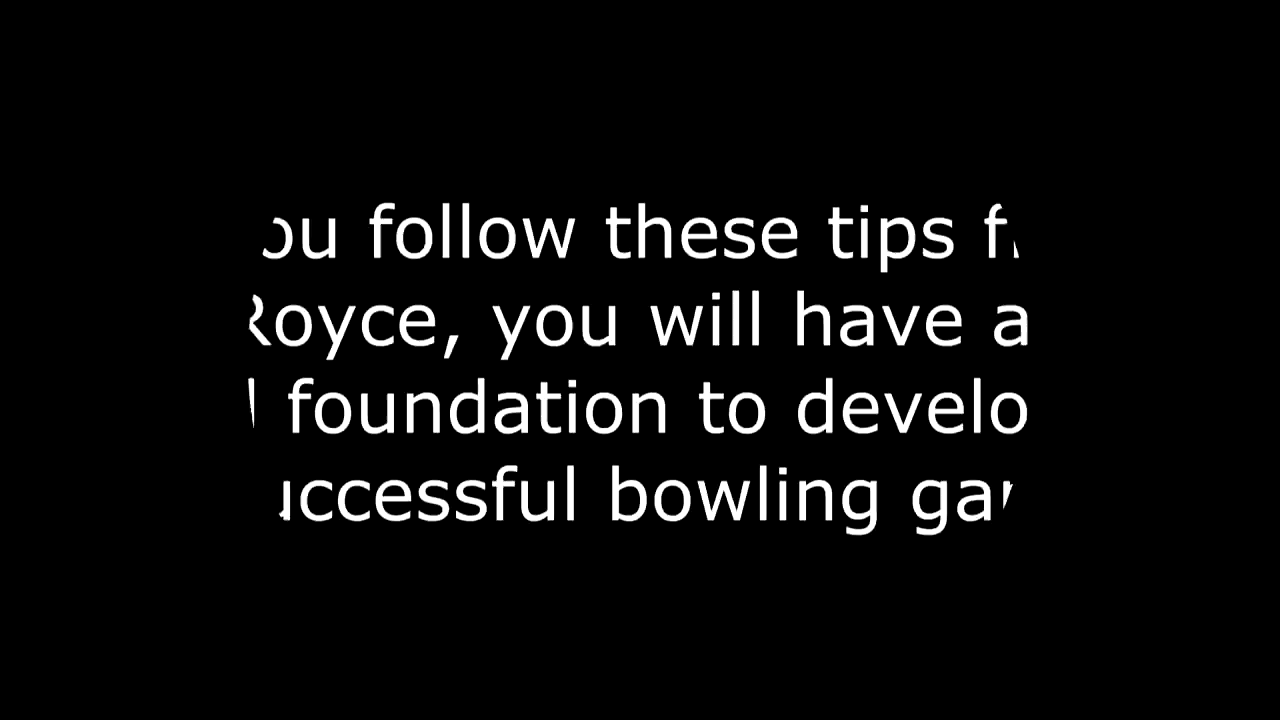 ou follow these tips f
Royce, you will have a
foundation to develo
uccessful bowling ga